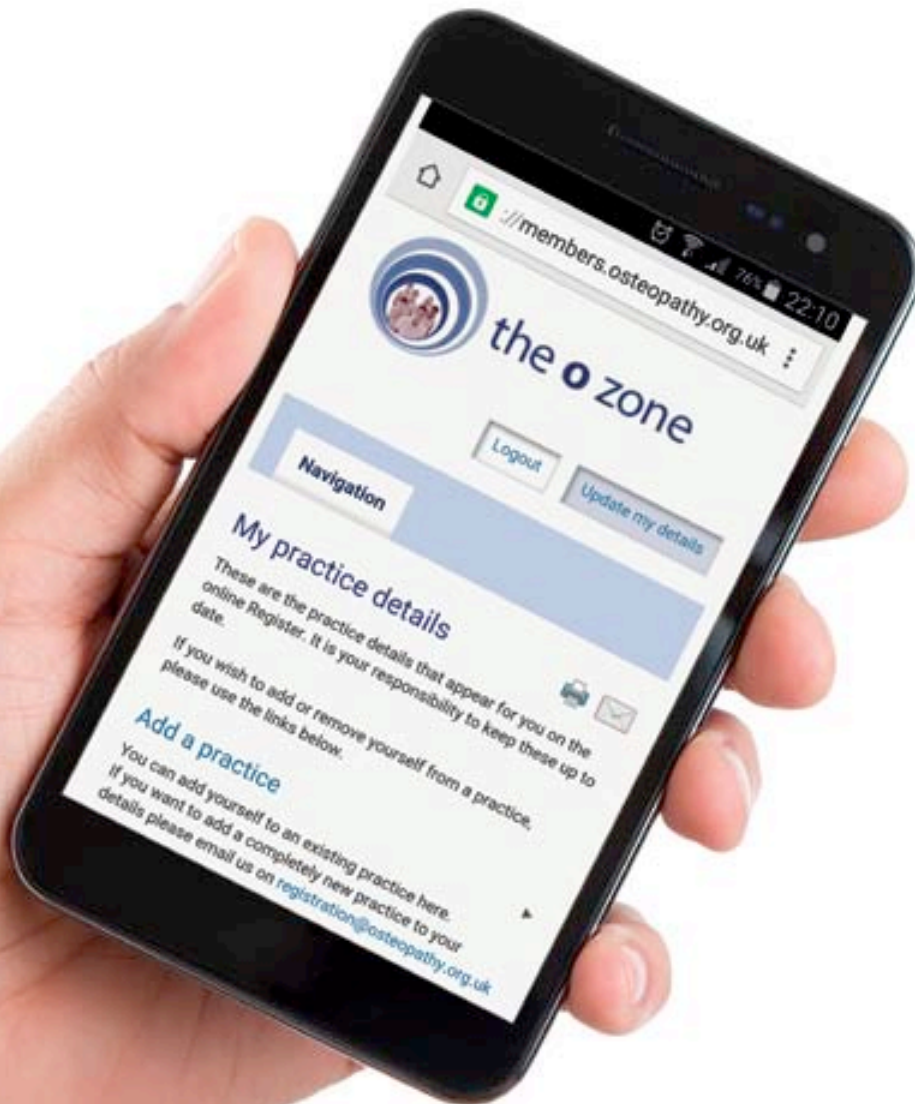 76% 22:10
://members.osteopathy.org.uk
the o zone
Logout
Update my details
Navigation
My practice details
These are the practice details that appear for you on the
online Register. It is your responsibility to keep these up to
date.
If you wish to add or remove yourself from a practice,
please use the links below.
Add a practice
You can add yourself to an existing practice here.
If you want to add a completely new practice to your
details please email us on registration@osteopathy.org.uk